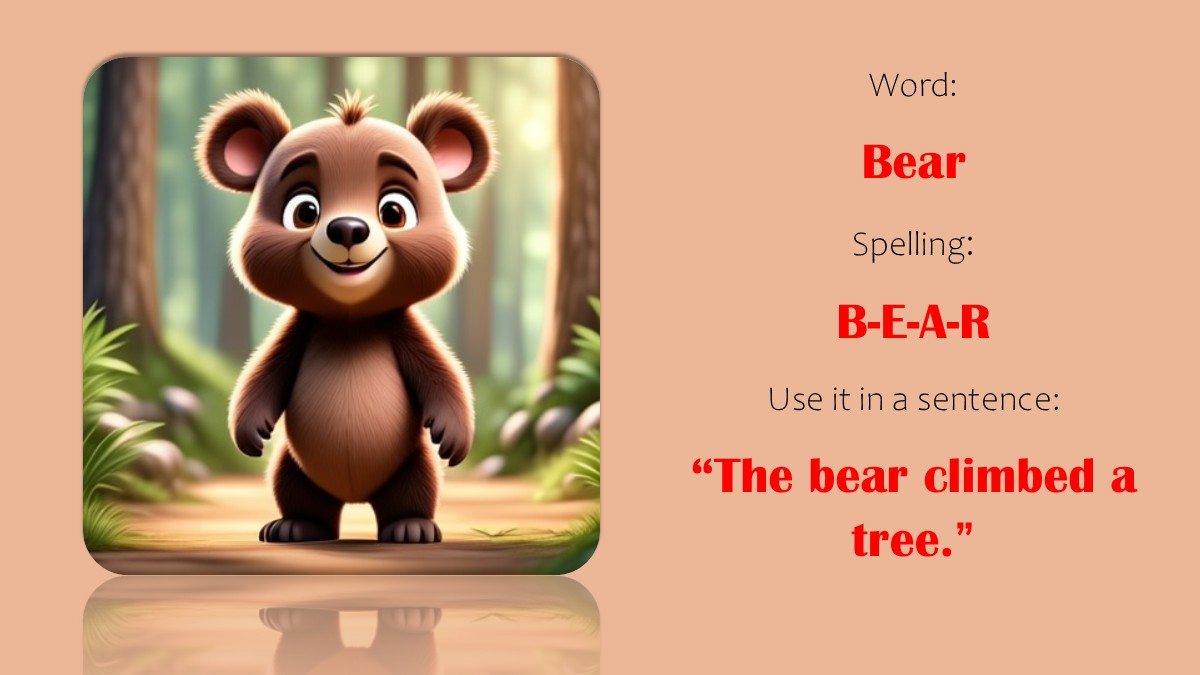 Word:
Bear
Spelling:
B-E-A-R
Use it in a sentence:
“The bear climbed a
tree.”